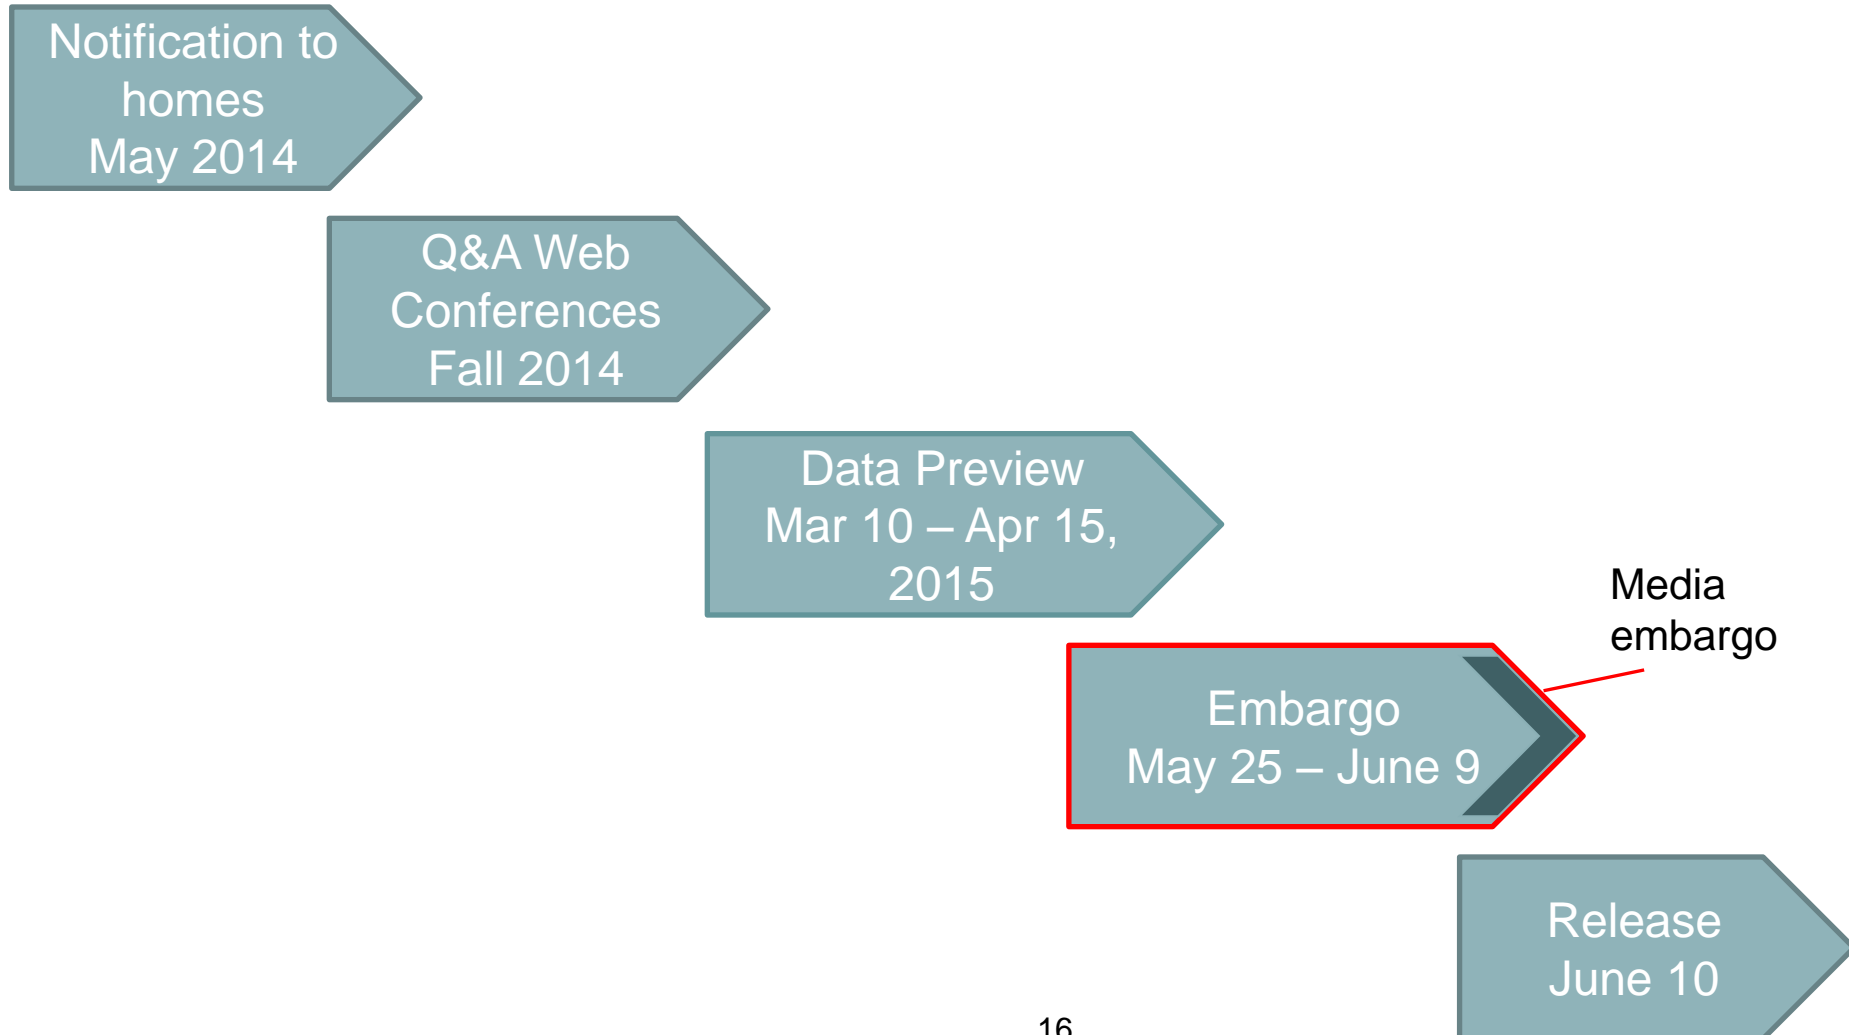 Notification to
homes
May 2014
Q&A Web
Conferences
Fall 2014
Data Preview
Mar 10 – Apr 15,
2015
Media
embargo
Embargo
May 25 – June 9
Release
June 10
16